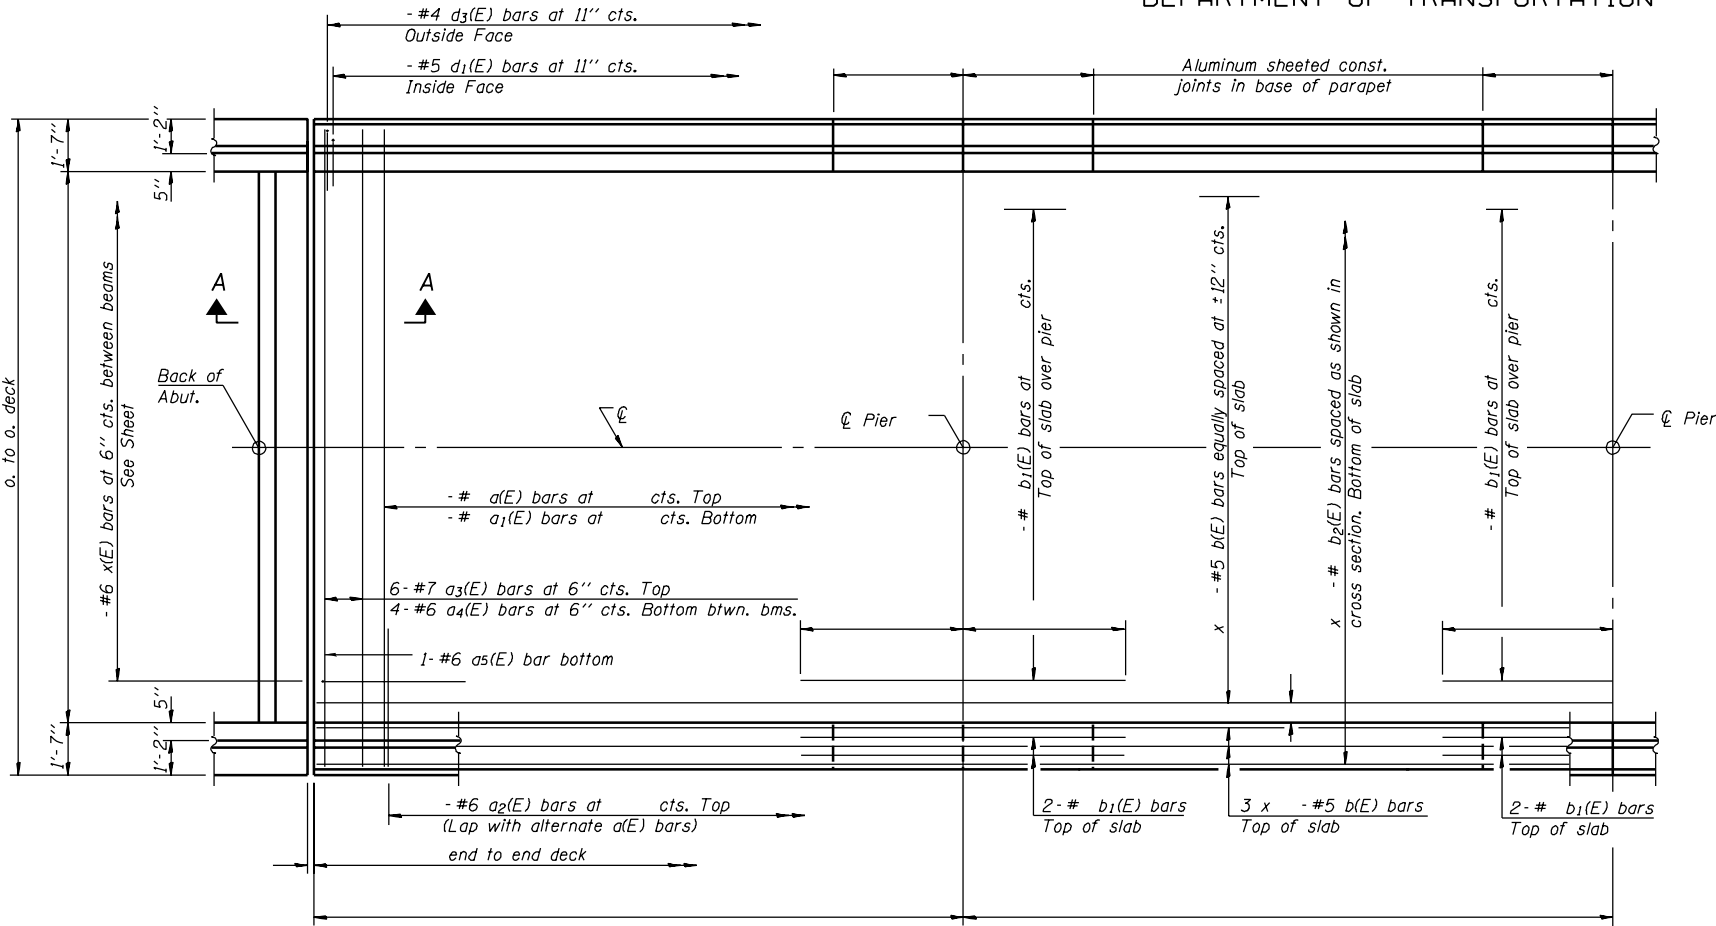 DEPARTMENT OF TRANSPORTATION
-#4 d3(E) bars at 11'' cts.
Outside Face
-#5 d1(E) bars at 11'' cts.
Inside Face
Aluminum sheeted const.
joints in base of parapet
1'-7''
1'-2''
5''
o. to o. deck
-#6 x(E) bars at 6'' cts. between beams
See Sheet
A
A
Back of
Abut.
℄
℄ Pier
℄ Pier
-# b1(E) bars at cts.
Top of slab over pier
x -#5 b(E) bars equally spaced at ±12'' cts.
Top of slab
x -# b2(E) bars spaced as shown in
cross section. Bottom of slab
-# b1(E) bars at cts.
Top of slab over pier
-# a(E) bars at cts. Top
-# a1(E) bars at cts. Bottom
6-#7 a3(E) bars at 6'' cts. Top
4-#6 a4(E) bars at 6'' cts. Bottom btwn. bms.
1-#6 a5(E) bar bottom
5''
1'-7''
1'-2''
-#6 a2(E) bars at cts. Top
(Lap with alternate a(E) bars)
end to end deck
2-# b1(E) bars
Top of slab
3 x -#5 b(E) bars
Top of slab
2-# b1(E) bars
Top of slab